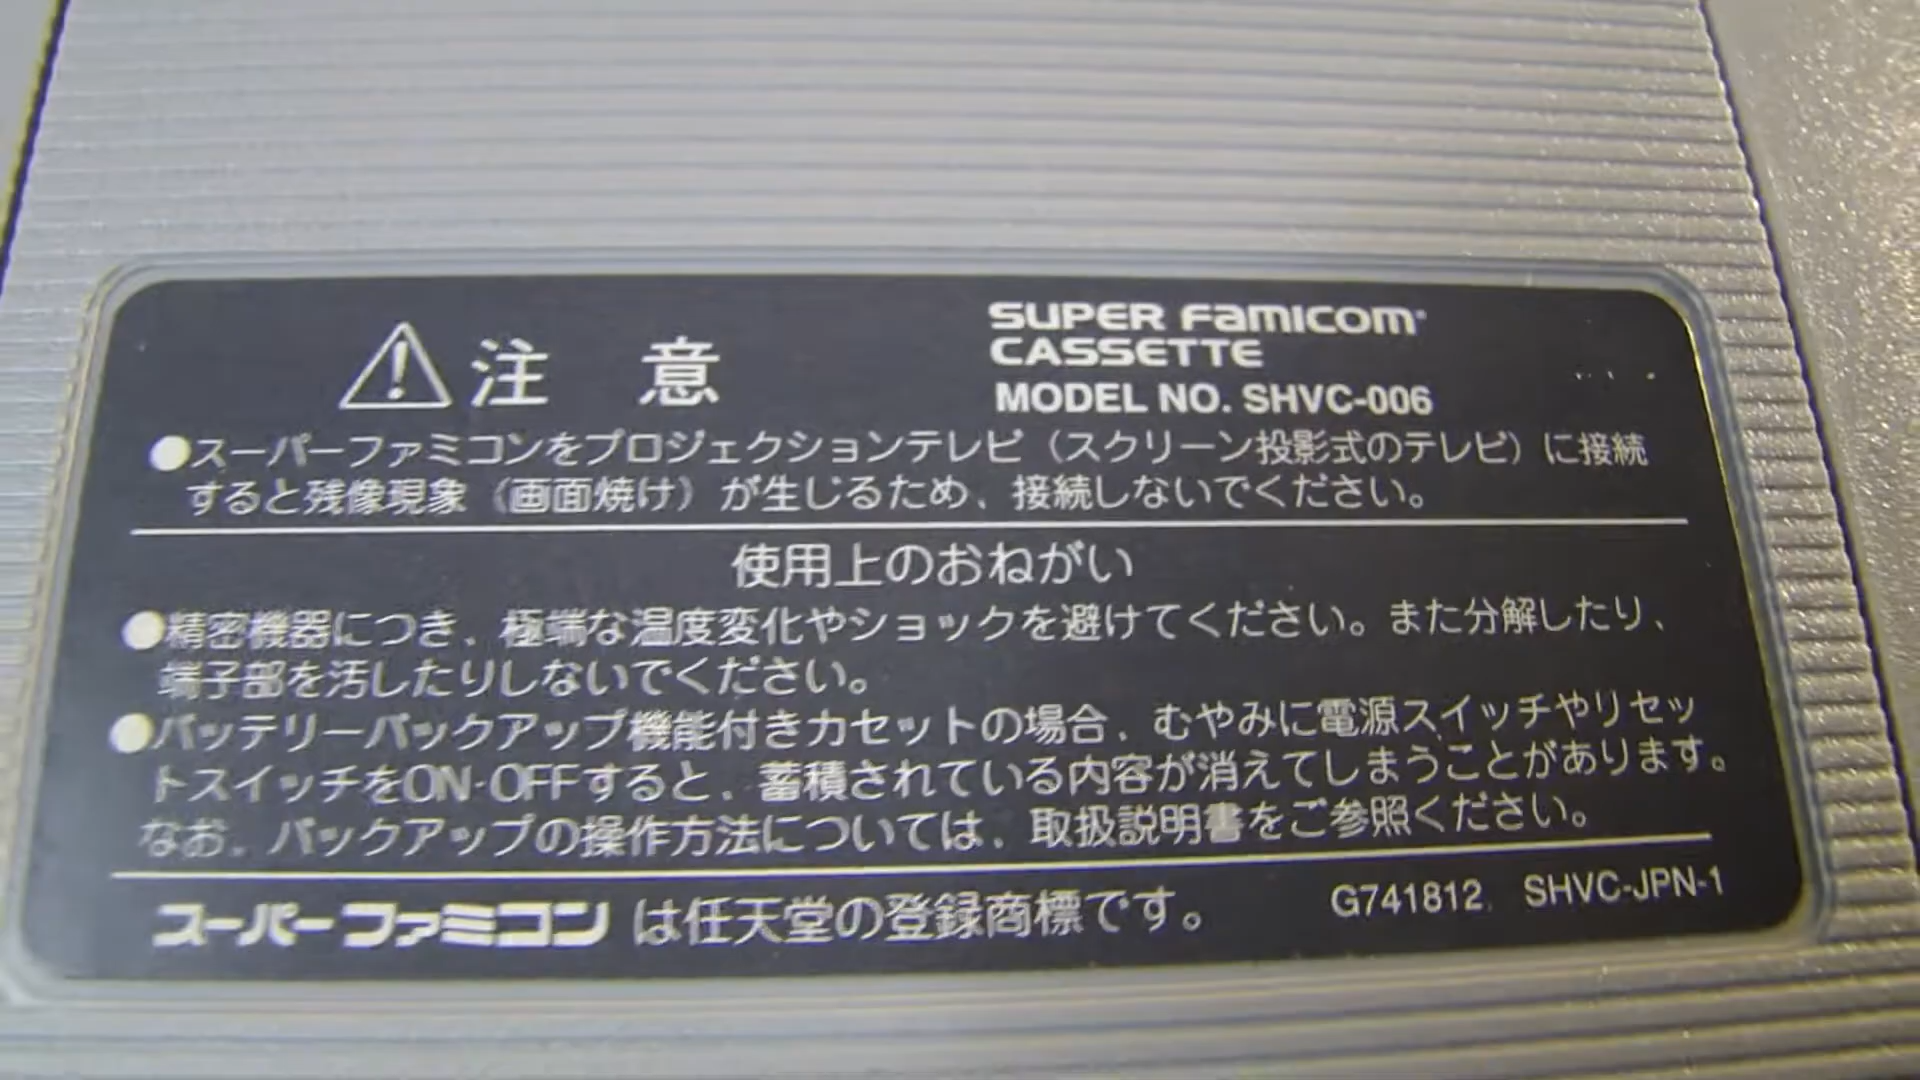 注 意
SUPER FAMICOM
CASSETTE
MODEL NO. SHVC-006
●スーパーファミコンをプロジェクションテレビ（スクリーン投影式のテレビ）に接続
すると残像現象（画面焼け）が生じるため、接続しないでください。
使用上のおねがい
●精密機器につき、極端な温度変化やショックを避けてください。また分解したり、
端子部を汚したりしないでください。
●バッテリーバックアップ機能付きカセットの場合、むやみに電源スイッチやリセッ
トスイッチをON-OFFすると、蓄積されている内容が消えてしまうことがあります。
なお、バックアップの操作方法については、取扱説明書をご参照ください。
スーパーファミコン は任天堂の登録商標です。
G741812 SHVC-JPN-1